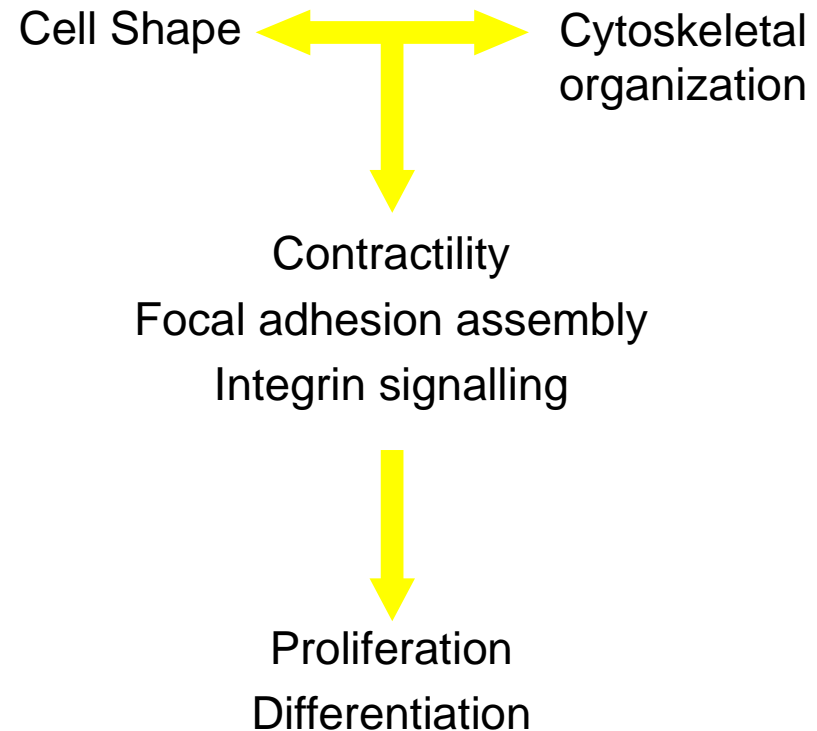 Cell Shape
Cytoskeletal
organization
Contractility
Focal adhesion assembly
Integrin signalling
Proliferation
Differentiation